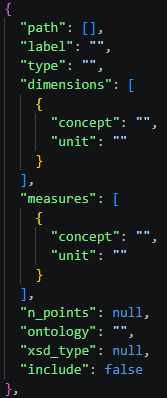 {
  "path": [],
  "label": "",
  "type": "",
  "dimensions": [
    {
      "concept": "",
      "unit": ""
    }
  ],
  "measures": [
    {
      "concept": "",
      "unit": ""
    }
  ],
  "n_points": null,
  "ontology": "",
  "xsd_type": null,
  "include": false
},